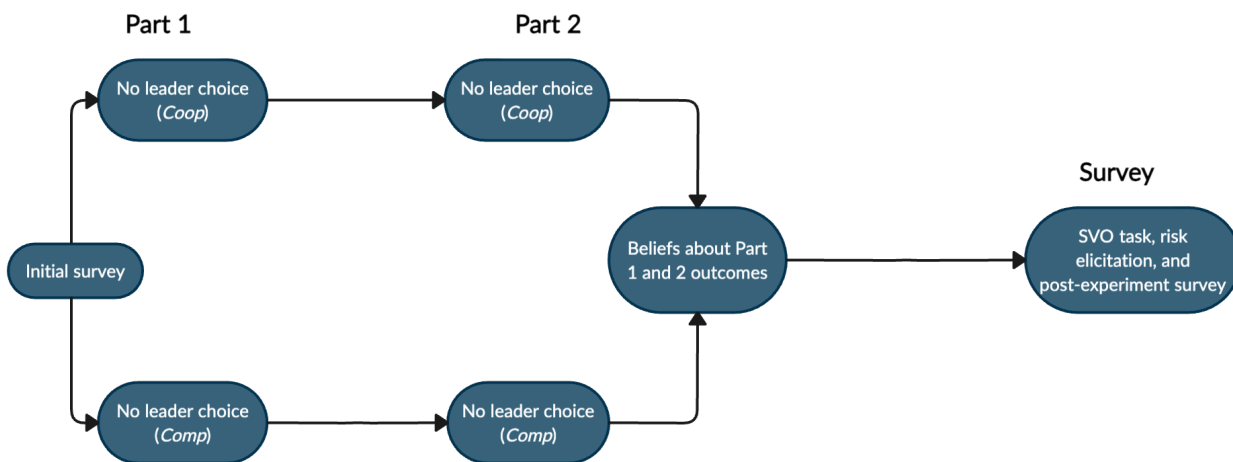 Part 1
Part 2
No leader choice
(Coop)
No leader choice
(Coop)
Survey
Initial survey
Beliefs about Part
1 and 2 outcomes
SVO task, risk
elicitation, and
post-experiment survey
No leader choice
(Comp)
No leader choice
(Comp)